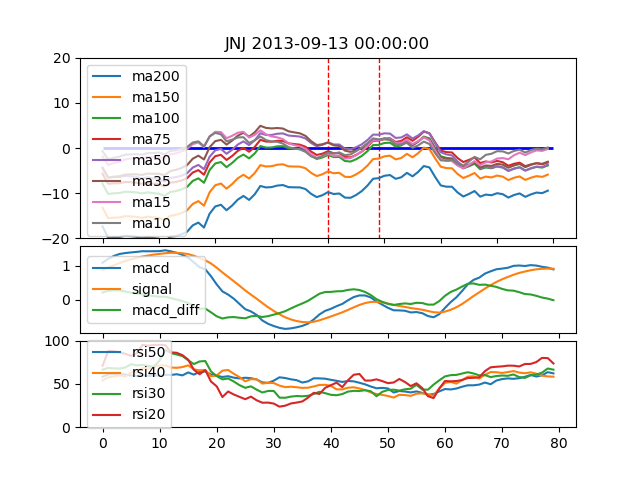 JNJ 2013-09-13 00:00:00
20
10
0
−10
−20
ma200
ma150
ma100
ma75
ma50
ma35
ma15
ma10
1
0
macd
signal
macd_diff
100
50
0
rsi50
rsi40
rsi30
rsi20
0 10 20 30 40 50 60 70 80